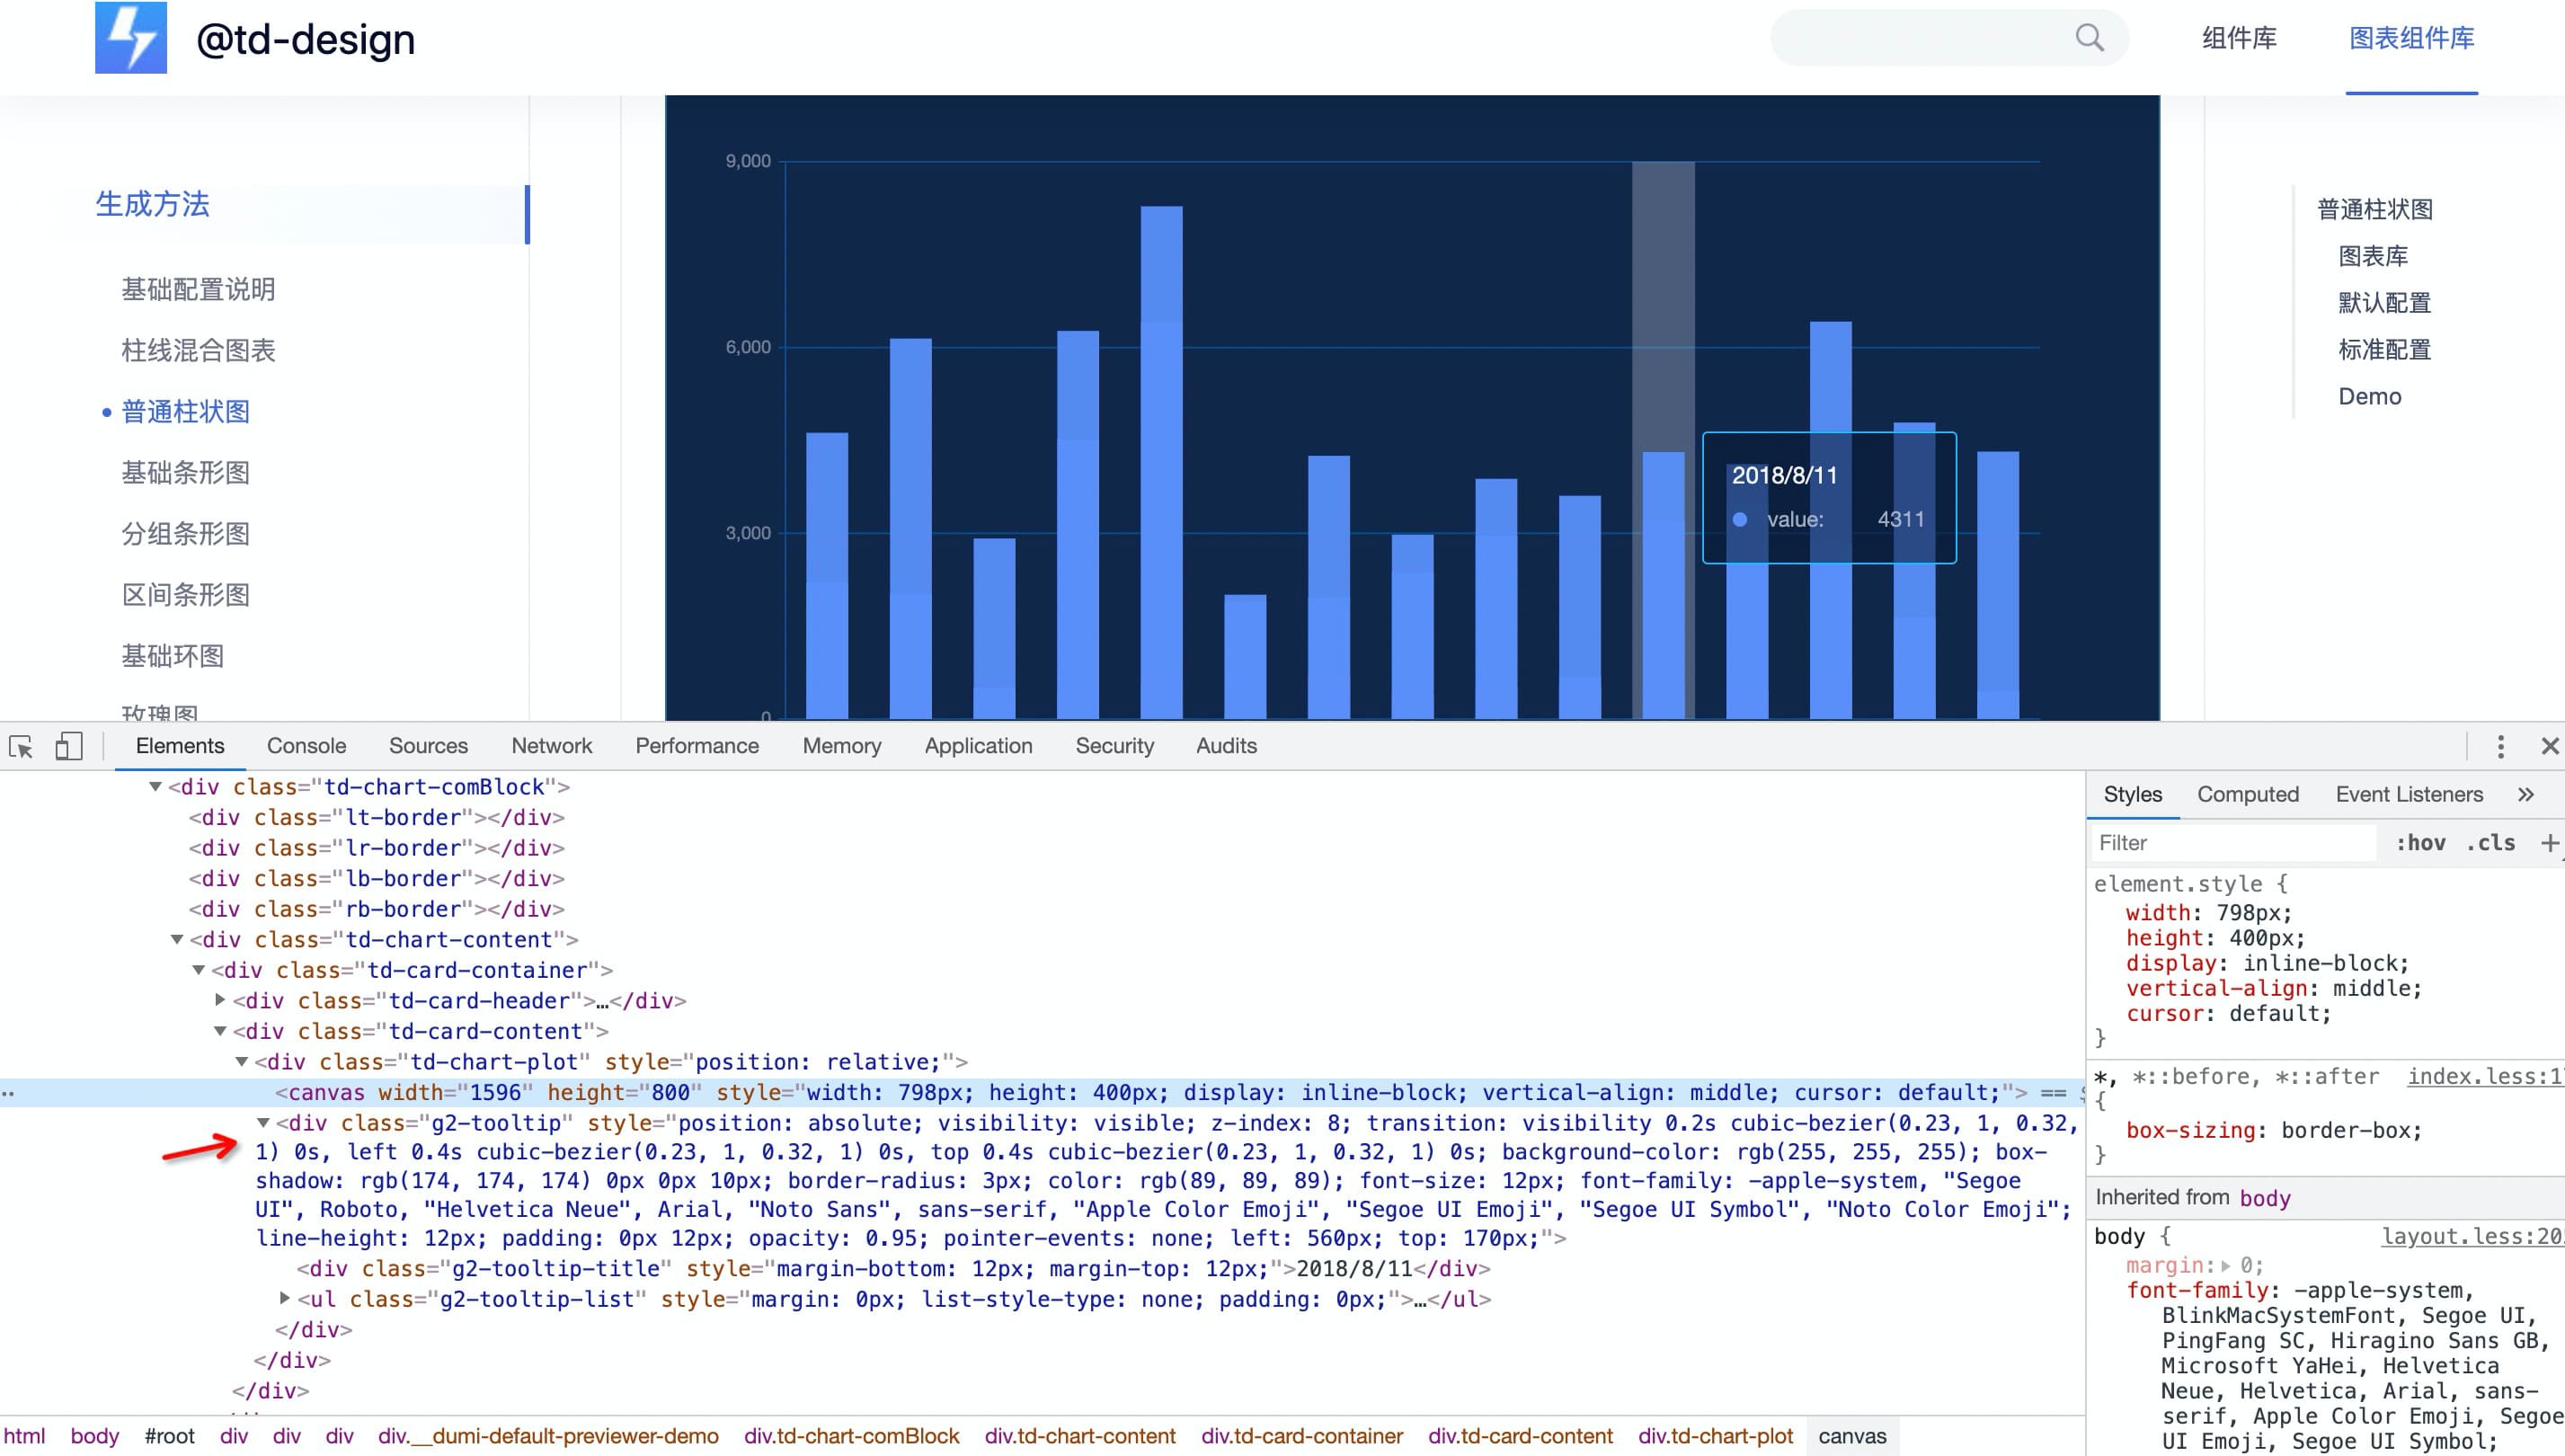 @td-design
组件库
图表组件库
生成方法
基础配置说明
柱线混合图表
普通柱状图
基础条形图
分组条形图
区间条形图
基础环图
玫瑰图
9,000
6,000
3,000
0
2018/8/11
value: 4311
普通柱状图
图表库
默认配置
标准配置
Demo
Elements Console Sources Network Performance Memory Application Security Audits
<div class="td-chart-comBlock">
<div class="lt-border"></div>
<div class="lr-border"></div>
<div class="lb-border"></div>
<div class="rb-border"></div>
<div class="td-chart-content">
<div class="td-card-container">
<div class="td-card-header">…</div>
<div class="td-card-content">
<div class="td-chart-plot" style="position: relative;">
<canvas width="1596" height="800" style="width: 798px; height: 400px; display: inline-block; vertical-align: middle; cursor: default;"> ==
<div class="g2-tooltip" style="position: absolute; visibility: visible; z-index: 8; transition: visibility 0.2s cubic-bezier(0.23, 1, 0.32,
1) 0s, left 0.4s cubic-bezier(0.23, 1, 0.32, 1) 0s, top 0.4s cubic-bezier(0.23, 1, 0.32, 1) 0s; background-color: rgb(255, 255, 255); box-
shadow: rgb(174, 174, 174) 0px 0px 10px; border-radius: 3px; color: rgb(89, 89, 89); font-size: 12px; font-family: -apple-system, "Segoe
UI", Roboto, "Helvetica Neue", Arial, "Noto Sans", sans-serif, "Apple Color Emoji", "Segoe UI Emoji", "Segoe UI Symbol", "Noto Color Emoji";
line-height: 12px; padding: 0px 12px; opacity: 0.95; pointer-events: none; left: 560px; top: 170px;">
<div class="g2-tooltip-title" style="margin-bottom: 12px; margin-top: 12px;">2018/8/11</div>
<ul class="g2-tooltip-list" style="margin: 0px; list-style-type: none; padding: 0px;">…</ul>
</div>
</div>
</div>
html body #root div div div div.__dumi-default-previewer-demo div.td-chart-comBlock div.td-chart-content div.td-card-container div.td-card-content div.td-chart-plot canvas
Styles Computed Event Listeners »
Filter :hov .cls +
element.style {
width: 798px;
height: 400px;
display: inline-block;
vertical-align: middle;
cursor: default;
}
*, *::before, *::after index.less:1
{
box-sizing: border-box;
}
Inherited from body
body { layout.less:20
margin: 0;
font-family: -apple-system,
BlinkMacSystemFont, Segoe UI,
PingFang SC, Hiragino Sans GB,
Microsoft YaHei, Helvetica
Neue, Helvetica, Arial, sans-
serif, Apple Color Emoji, Segoe
UI Emoji, Segoe UI Symbol;